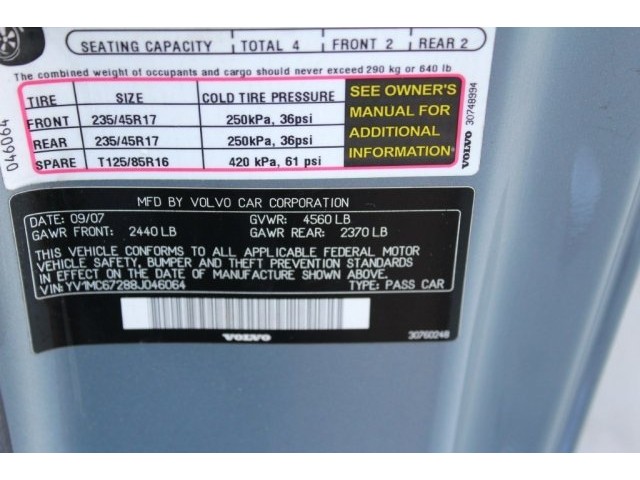 SEATING CAPACITY TOTAL 4 FRONT 2 REAR 2
The combined weight of occupants and cargo should never exceed 290 kg or 640 lb
TIRE SIZE COLD TIRE PRESSURE
FRONT 235/45R17 250kPa, 36psi
REAR 235/45R17 250kPa, 36psi
SPARE T125/85R16 420 kPa, 61 psi
SEE OWNER'S
MANUAL FOR
ADDITIONAL
INFORMATION
046064
VOLVO 30748994
MFD BY VOLVO CAR CORPORATION
DATE: 09/07 GVWR: 4560 LB
GAWR FRONT: 2440 LB GAWR REAR: 2370 LB
THIS VEHICLE CONFORMS TO ALL APPLICABLE FEDERAL MOTOR
VEHICLE SAFETY, BUMPER AND THEFT PREVENTION STANDARDS
IN EFFECT ON THE DATE OF MANUFACTURE SHOWN ABOVE.
VIN: YV1MC67288J046064 TYPE: PASS CAR
VOLVO 30760248